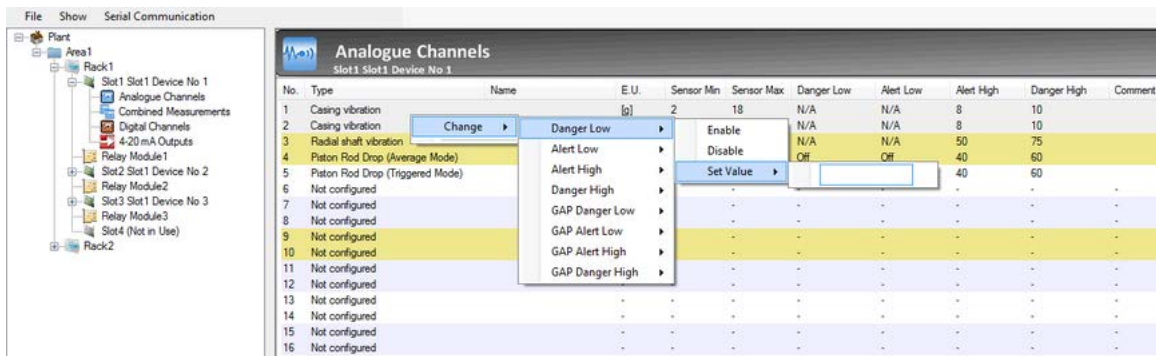 File Show Serial Communication
Plant
Area1
Rack1
Slot1 Slot1 Device No 1
Analogue Channels
Combined Measurements
Digital Channels
4-20 mA Outputs
Relay Module1
Slot2 Slot1 Device No 2
Relay Module2
Slot3 Slot1 Device No 3
Relay Module3
Slot4 (Not in Use)
Rack2
Analogue Channels
Slot1 Slot1 Device No 1
No. Type Name E.U. Sensor Min Sensor Max Danger Low Alert Low Alert High Danger High Comment
1 Casing vibration [g] 2 18 N/A N/A 8 10
2 Casing vibration N/A N/A 8 10
3 Radial shaft vibration N/A N/A 50 75
4 Piston Rod Drop (Average Mode) Off Off 40 60
5 Piston Rod Drop (Triggered Mode) 40 60
6 Not configured - - - - - -
7 Not configured - - - - - -
8 Not configured - - - - - -
9 Not configured - - - - - -
10 Not configured - - - - - -
11 Not configured - - - - - - -
12 Not configured - - - - - - - -
13 Not configured - - - - - - - -
14 Not configured - - - - - - - -
15 Not configured - - - - - - - -
16 Not configured - - - - - - - -
Change
Danger Low
Alert Low
Alert High
Danger High
GAP Danger Low
GAP Alert Low
GAP Alert High
GAP Danger High
Enable
Disable
Set Value